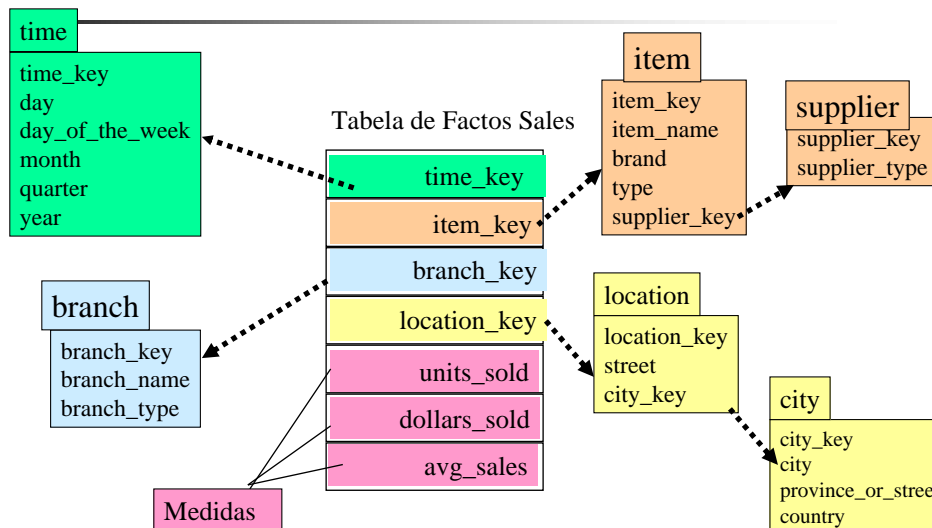 time
time_key
day
day_of_the_week
month
quarter
year
item
item_key
item_name
brand
type
supplier_key
supplier
supplier_key
supplier_type
Tabela de Factos Sales
time_key
item_key
branch_key
location_key
units_sold
dollars_sold
avg_sales
branch
branch_key
branch_name
branch_type
location
location_key
street
city_key
city
city_key
city
province_or_stree
country
Medidas